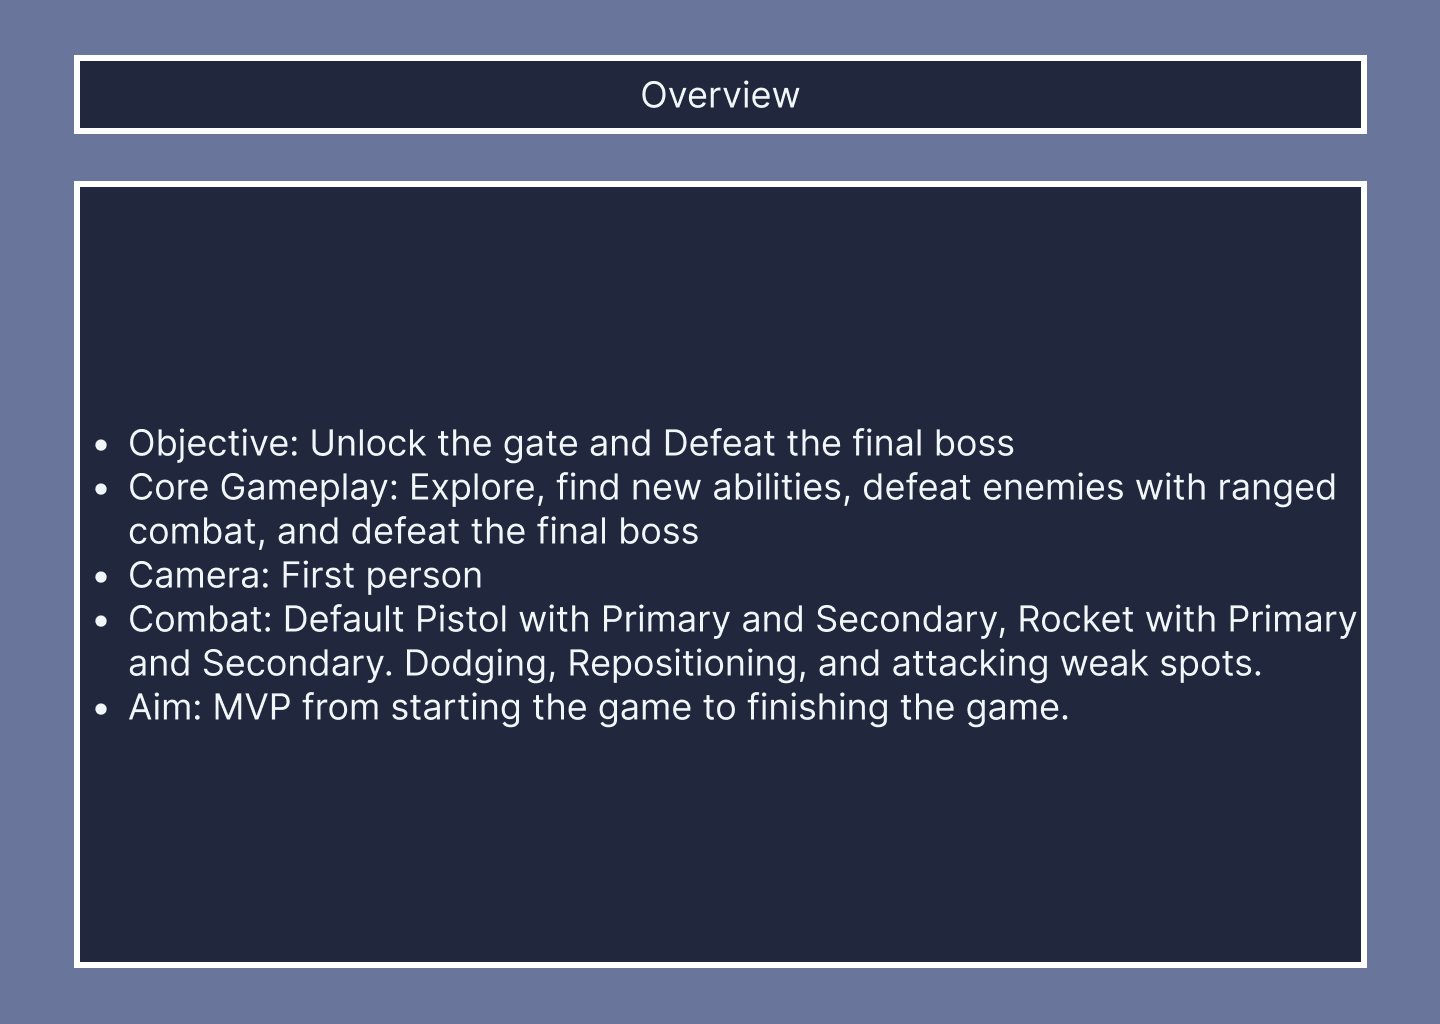 Overview
• Objective: Unlock the gate and Defeat the final boss
• Core Gameplay: Explore, find new abilities, defeat enemies with ranged
combat, and defeat the final boss
• Camera: First person
• Combat: Default Pistol with Primary and Secondary, Rocket with Primary
and Secondary. Dodging, Repositioning, and attacking weak spots.
• Aim: MVP from starting the game to finishing the game.